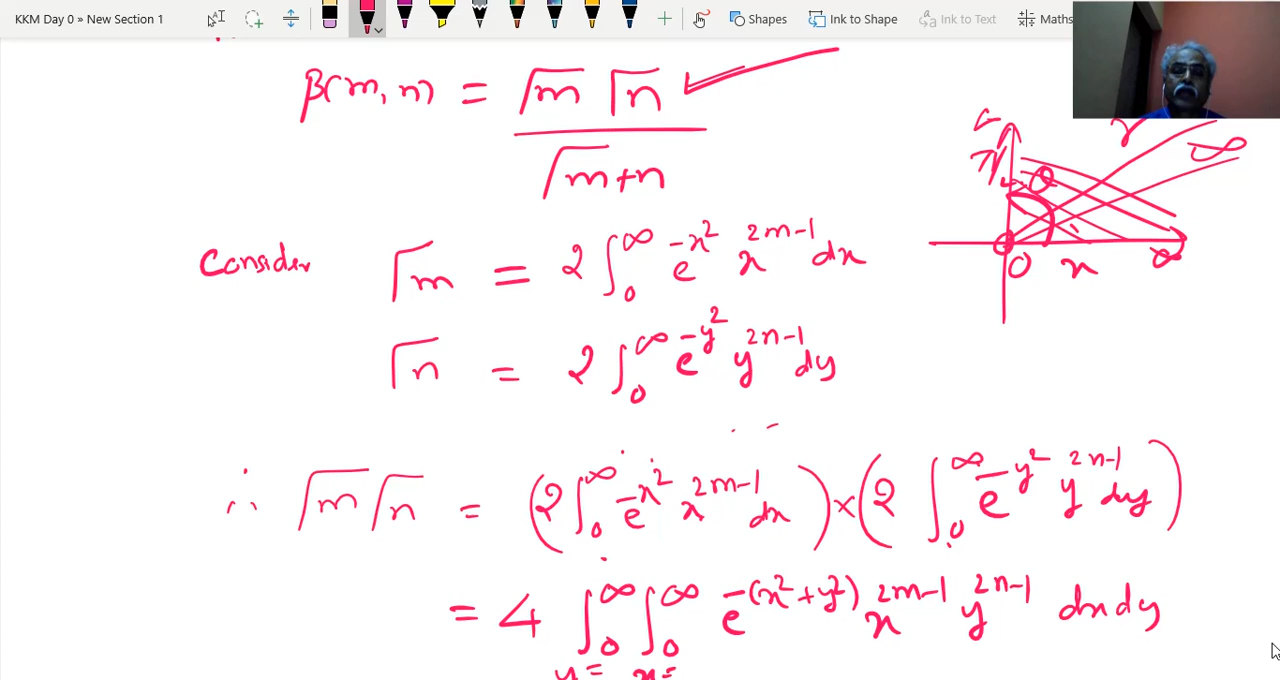 KKM Day 0 » New Section 1
Shapes
Ink to Shape
Ink to Text
Maths
β(m, n) = Γm Γn / Γm+n
Consider Γm = 2 ∫₀^∞ e^(-x²) x^(2m-1) dx
Γn = 2 ∫₀^∞ e^(-y²) y^(2n-1) dy
∴ Γm Γn = (2 ∫₀^∞ e^(-x²) x^(2m-1) dx) × (2 ∫₀^∞ e^(-y²) y^(2n-1) dy)
= 4 ∫₀^∞ ∫₀^∞ e^(-(x²+y²)) x^(2m-1) y^(2n-1) dx dy
y= x=
r
∞
π/2
θ
0 x ∞